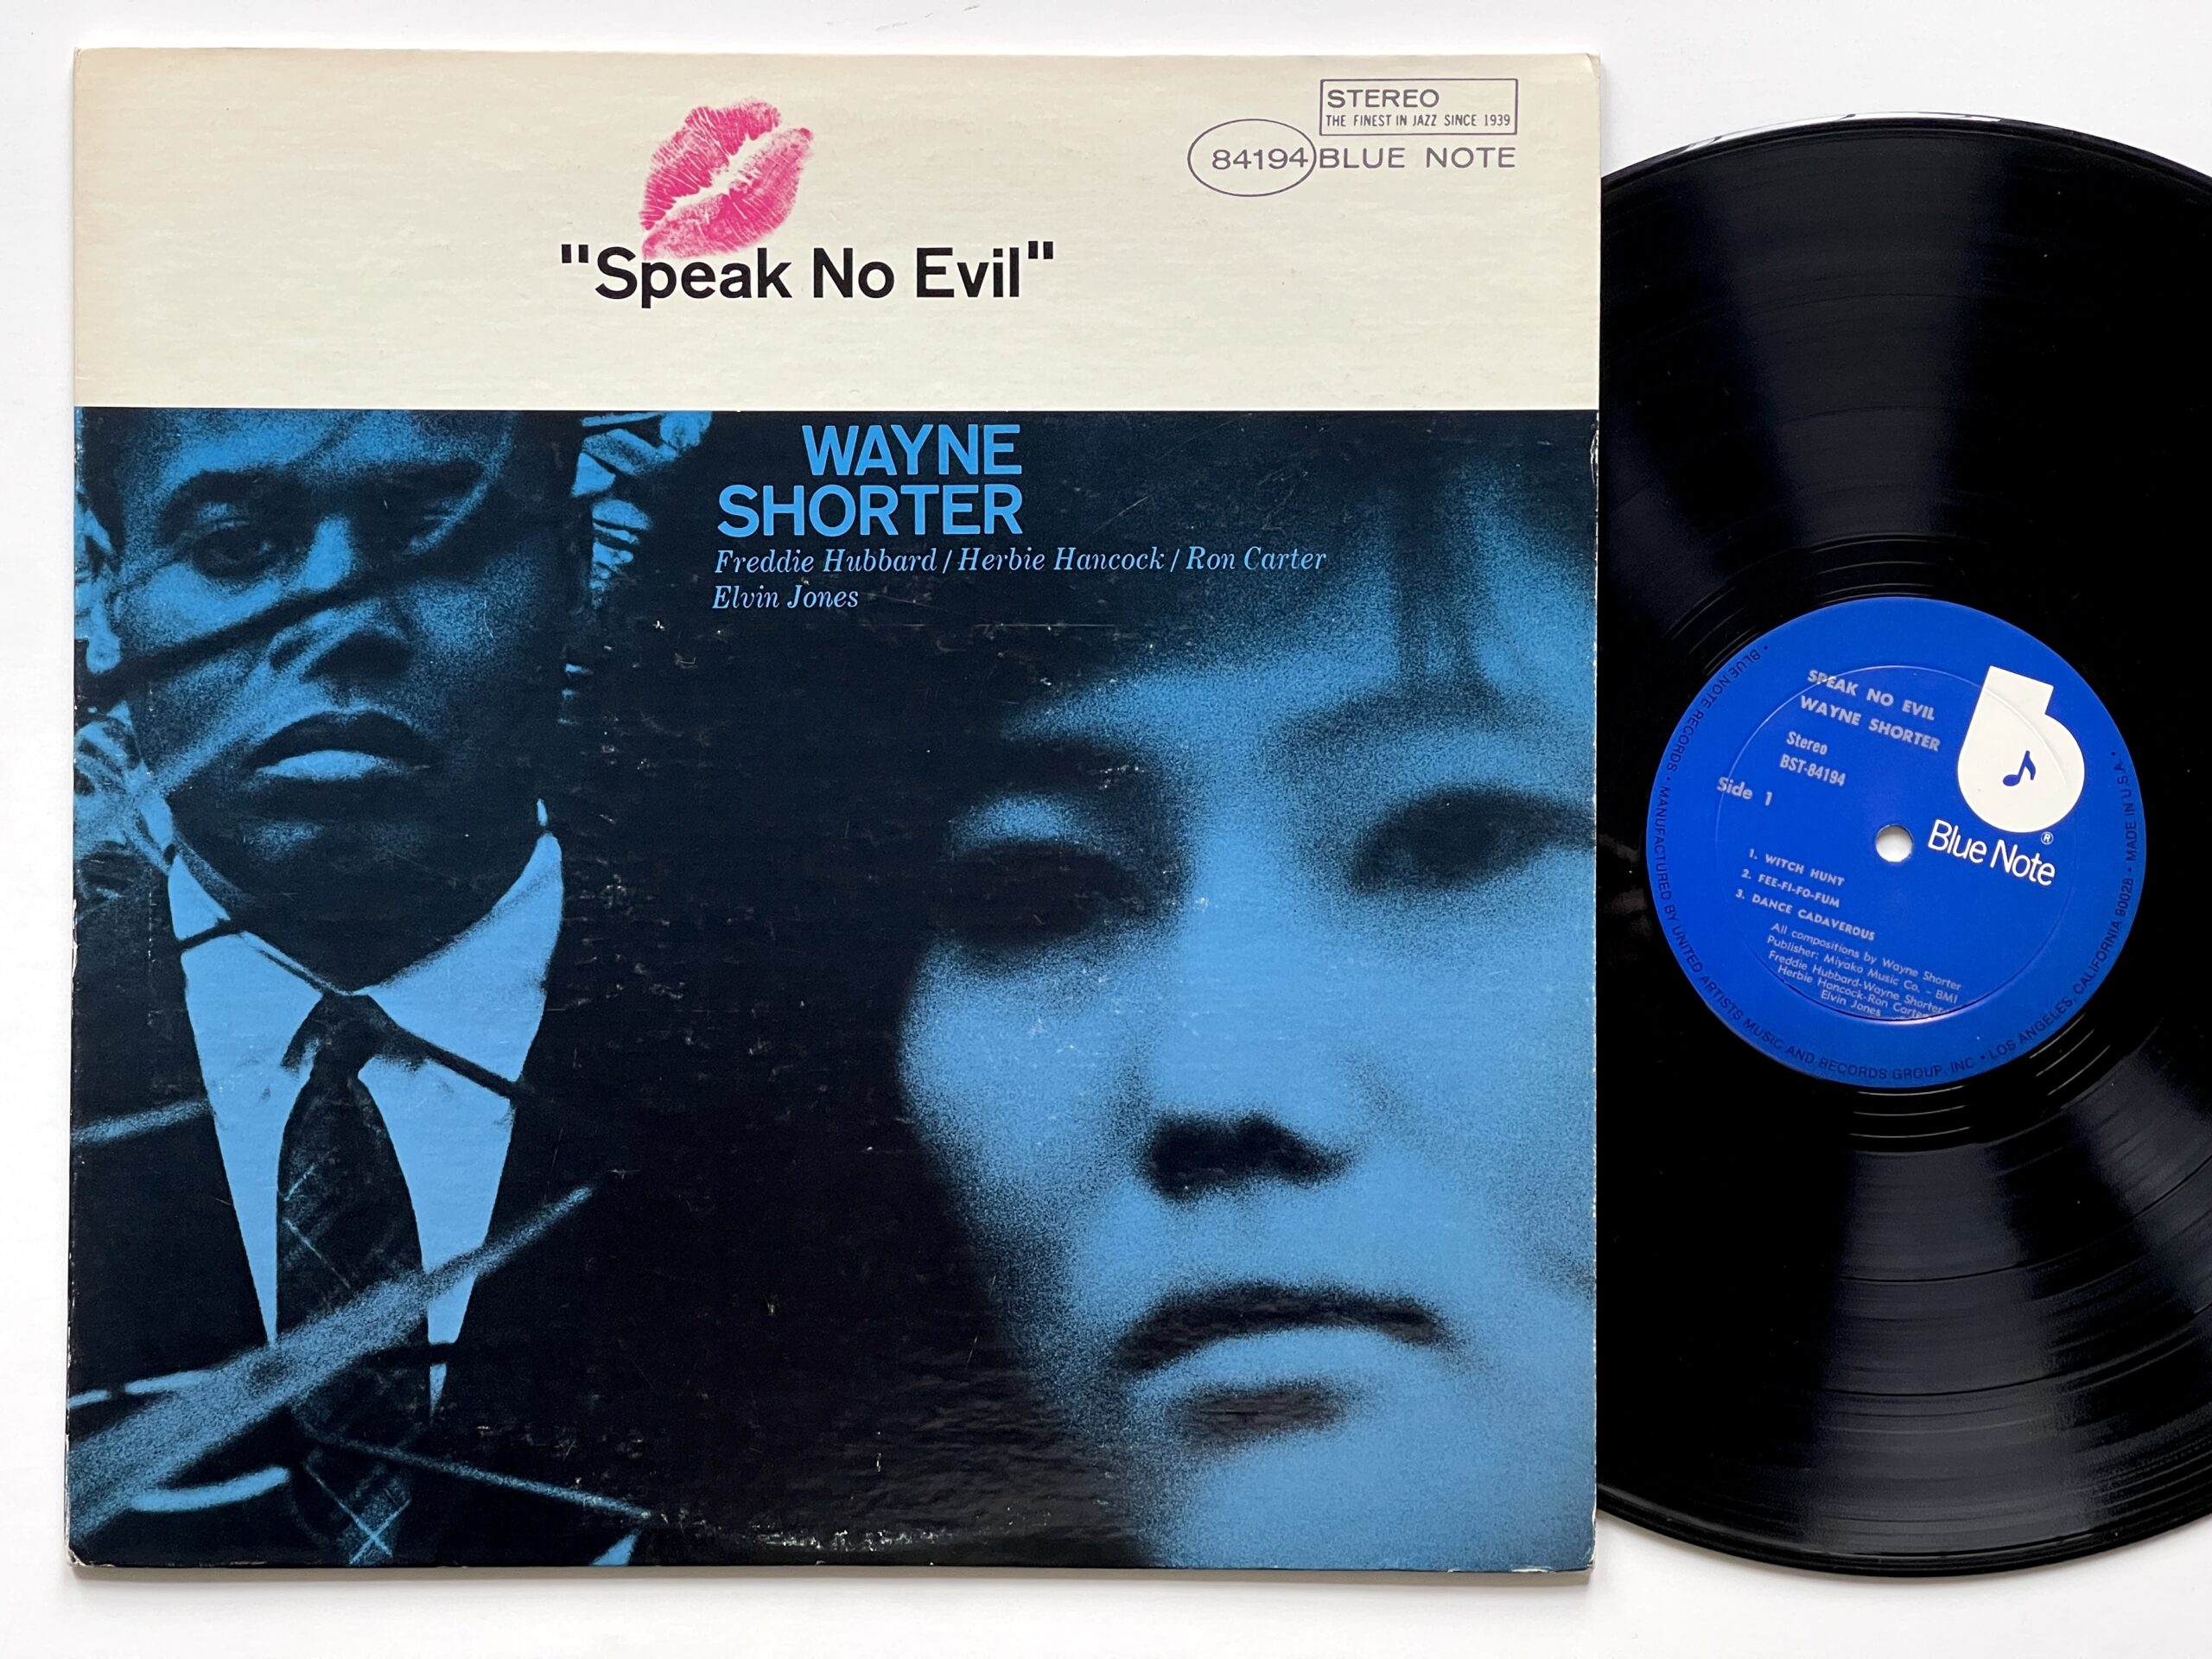 STEREO
THE FINEST IN JAZZ SINCE 1939
84194 BLUE NOTE
"Speak No Evil"
WAYNE
SHORTER
Freddie Hubbard / Herbie Hancock / Ron Carter
Elvin Jones
SPEAK NO EVIL
WAYNE SHORTER
Stereo
BST-84194
Side 1
Blue Note®
1. WITCH HUNT
2. FEE-FI-FO-FUM
3. DANCE CADAVEROUS
All compositions by Wayne Shorter
Publisher: Miyako Music Co. - BMI
Freddie Hubbard-Wayne Shorter-
Herbie Hancock-Ron Carter-
Elvin Jones
• BLUE NOTE RECORDS • MANUFACTURED BY UNITED ARTISTS MUSIC AND RECORDS GROUP, INC • LOS ANGELES, CALIFORNIA 90028 • MADE IN U.S.A. •